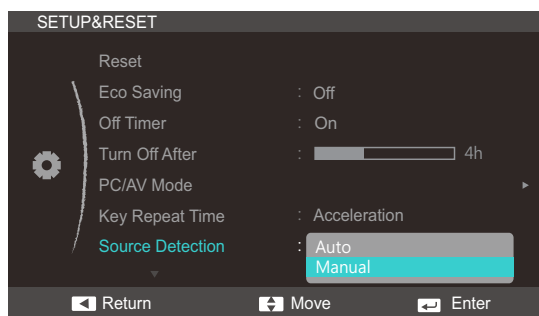 SETUP&RESET
Reset
Eco Saving : Off
Off Timer : On
Turn Off After : 4h
PC/AV Mode
Key Repeat Time : Acceleration
Source Detection : Auto
Manual
Return Move Enter